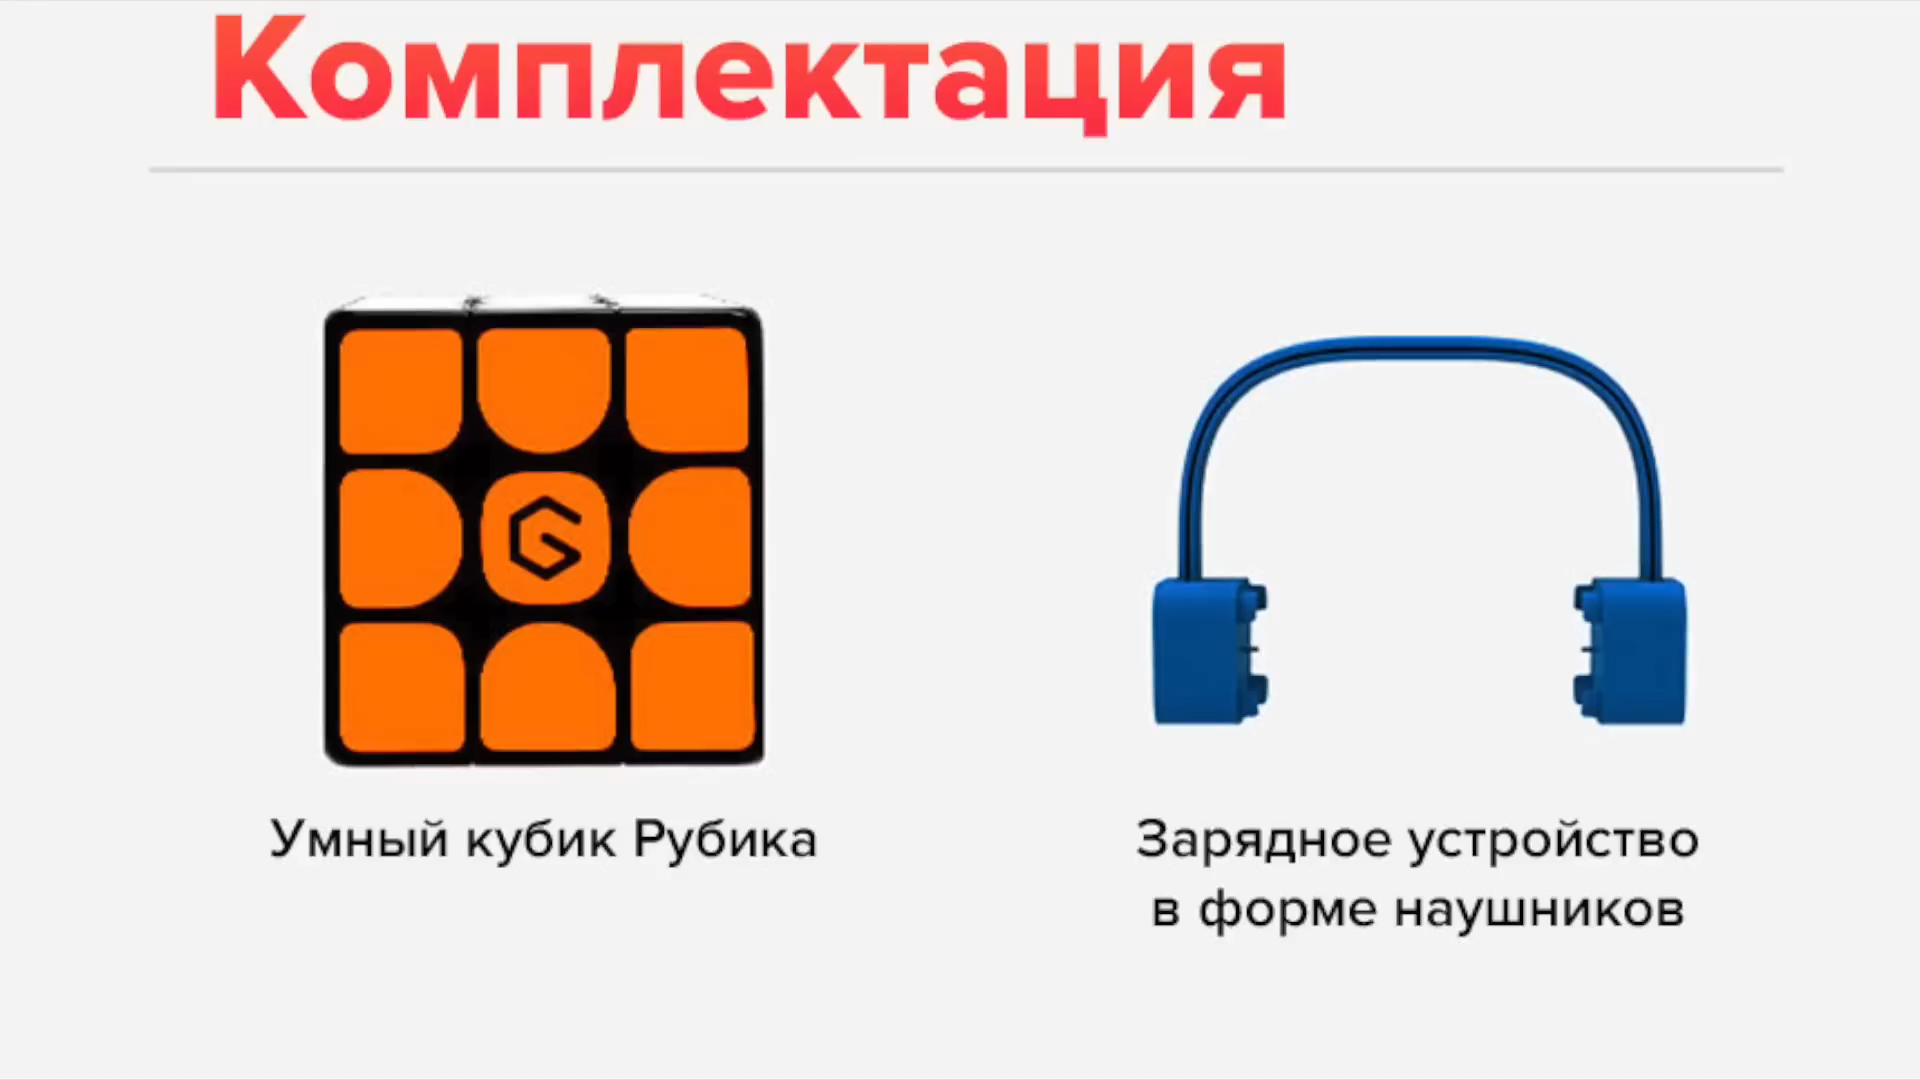 Комплектация
G
Умный кубик Рубика
Зарядное устройство
в форме наушников